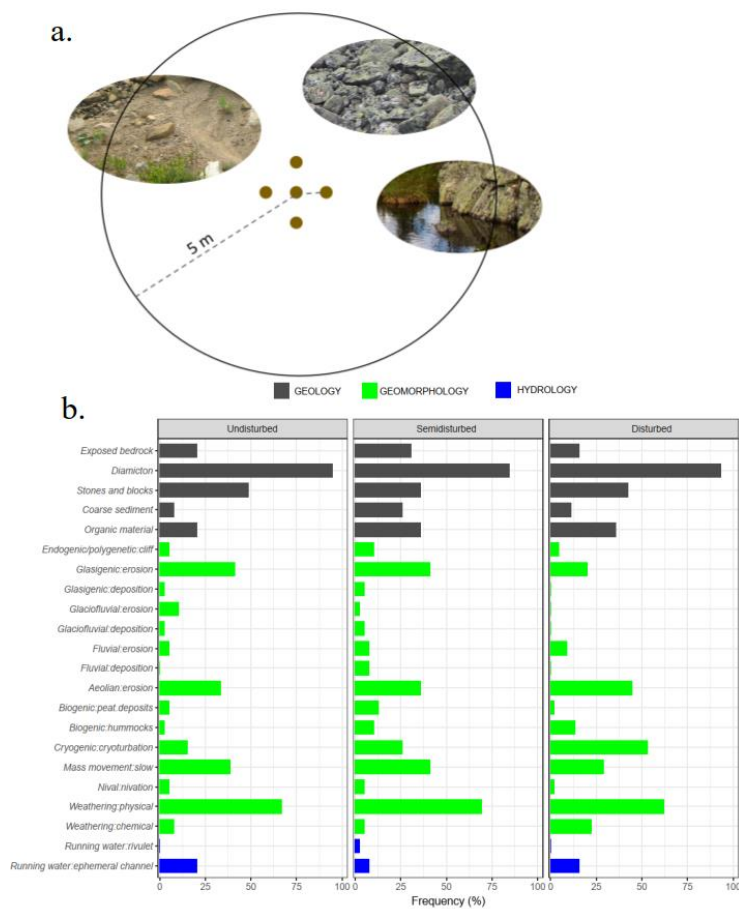 a.
5 m
GEOLOGY GEOMORPHOLOGY HYDROLOGY
b.
Undisturbed Semidisturbed Disturbed
Exposed bedrock
Diamicton
Stones and blocks
Coarse sediment
Organic material
Endogenic/polygenetic:cliff
Glasigenic:erosion
Glasigenic:deposition
Glaciofluvial:erosion
Glaciofluvial:deposition
Fluvial:erosion
Fluvial:deposition
Aeolian:erosion
Biogenic:peat.deposits
Biogenic:hummocks
Cryogenic:cryoturbation
Mass movement:slow
Nival:nivation
Weathering:physical
Weathering:chemical
Running water:rivulet
Running water:ephemeral channel
0 25 50 75 100 0 25 50 75 100 0 25 50 75 100
Frequency (%)